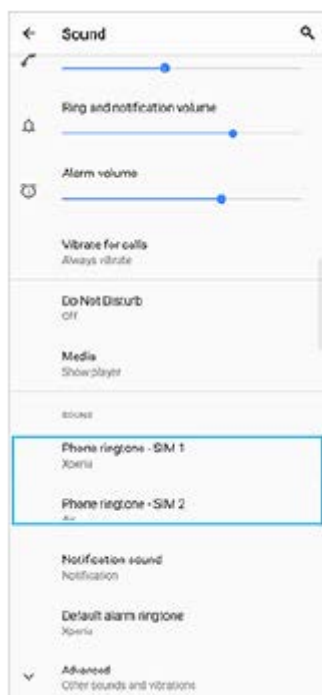 Sound
Ring and notification volume
Alarm volume
Vibrate for calls
Always vibrate
Do Not Disturb
Off
Media
Show player
SOUND
Phone ringtone - SIM 1
Xperia
Phone ringtone - SIM 2
Notification sound
Notification
Default alarm ringtone
Xperia
Advanced
Other sounds and vibrations